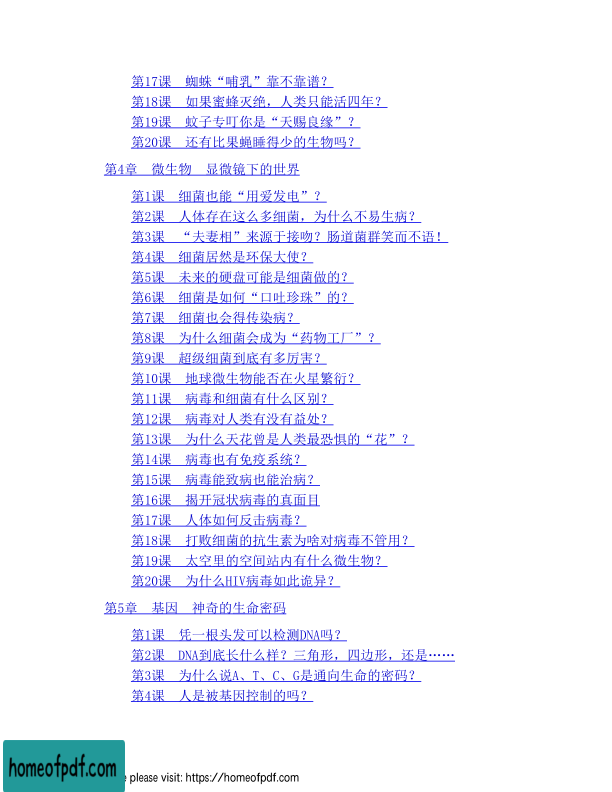 第17课　蜘蛛“哺乳”靠不靠谱？
第18课　如果蜜蜂灭绝，人类只能活四年？
第19课　蚊子专叮你是“天赐良缘”？
第20课　还有比果蝇睡得少的生物吗？
第4章　微生物　显微镜下的世界
第1课　细菌也能“用爱发电”？
第2课　人体存在这么多细菌，为什么不易生病？
第3课　“夫妻相”来源于接吻？肠道菌群笑而不语！
第4课　细菌居然是环保大使？
第5课　未来的硬盘可能是细菌做的？
第6课　细菌是如何“口吐珍珠”的？
第7课　细菌也会得传染病？
第8课　为什么细菌会成为“药物工厂”？
第9课　超级细菌到底有多厉害？
第10课　地球微生物能否在火星繁衍？
第11课　病毒和细菌有什么区别？
第12课　病毒对人类有没有益处？
第13课　为什么天花曾是人类最恐惧的“花”？
第14课　病毒也有免疫系统？
第15课　病毒能致病也能治病？
第16课　揭开冠状病毒的真面目
第17课　人体如何反击病毒？
第18课　打败细菌的抗生素为啥对病毒不管用？
第19课　太空里的空间站内有什么微生物？
第20课　为什么HIV病毒如此诡异？
第5章　基因　神奇的生命密码
第1课　凭一根头发可以检测DNA吗？
第2课　DNA到底长什么样？三角形，四边形，还是……
第3课　为什么说A、T、C、G是通向生命的密码？
第4课　人是被基因控制的吗？
homeofpdf.com
please visit: https://homeofpdf.com